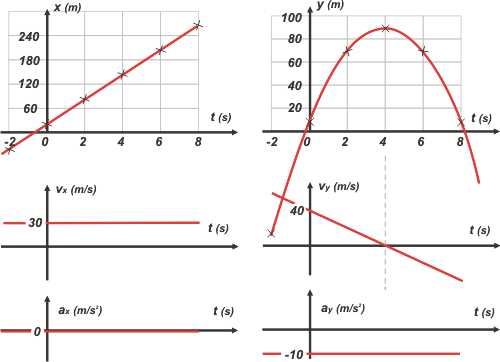 x (m)
240
180
120
60
-2 0 2 4 6 8
t (s)
y (m)
100
80
60
40
20
-2 0 2 4 6 8
t (s)
vx (m/s)
30
t (s)
vy (m/s)
40
t (s)
ax (m/s²)
0
t (s)
ay (m/s²)
-10
t (s)